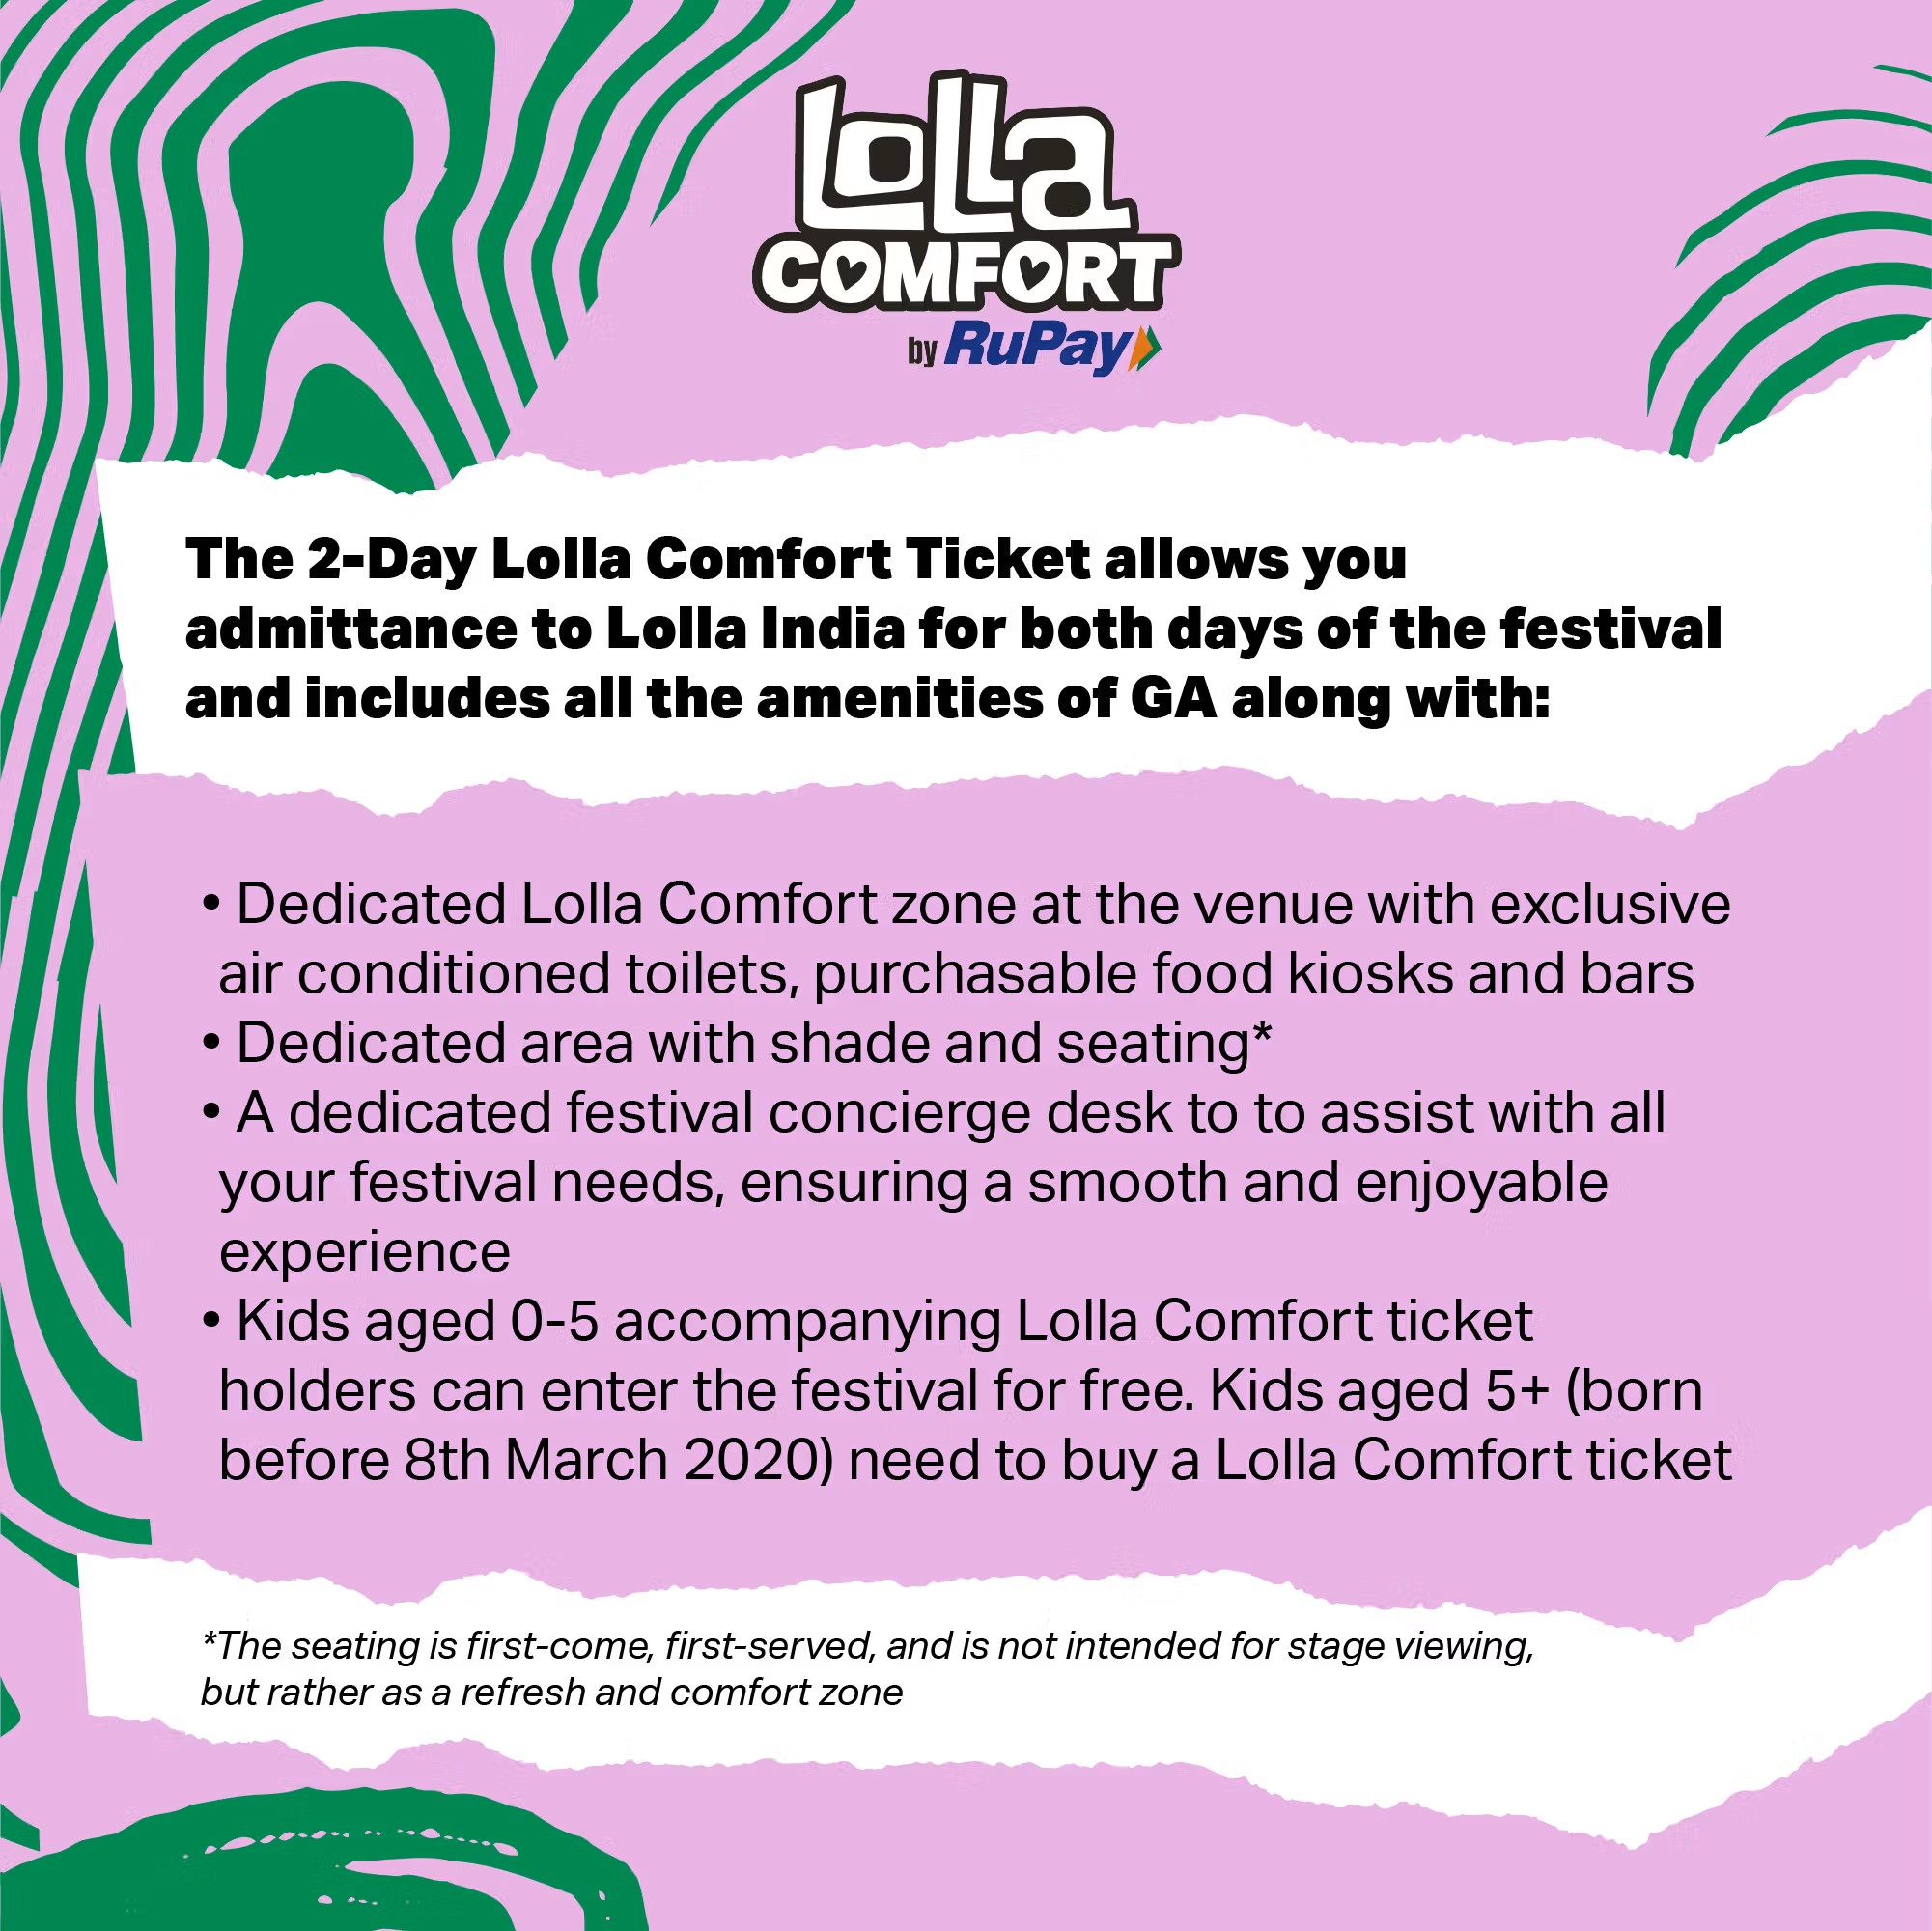 Lolla
COMFORT
by RuPay
The 2-Day Lolla Comfort Ticket allows you
admittance to Lolla India for both days of the festival
and includes all the amenities of GA along with:
• Dedicated Lolla Comfort zone at the venue with exclusive
air conditioned toilets, purchasable food kiosks and bars
• Dedicated area with shade and seating*
• A dedicated festival concierge desk to to assist with all
your festival needs, ensuring a smooth and enjoyable
experience
• Kids aged 0-5 accompanying Lolla Comfort ticket
holders can enter the festival for free. Kids aged 5+ (born
before 8th March 2020) need to buy a Lolla Comfort ticket
*The seating is first-come, first-served, and is not intended for stage viewing,
but rather as a refresh and comfort zone